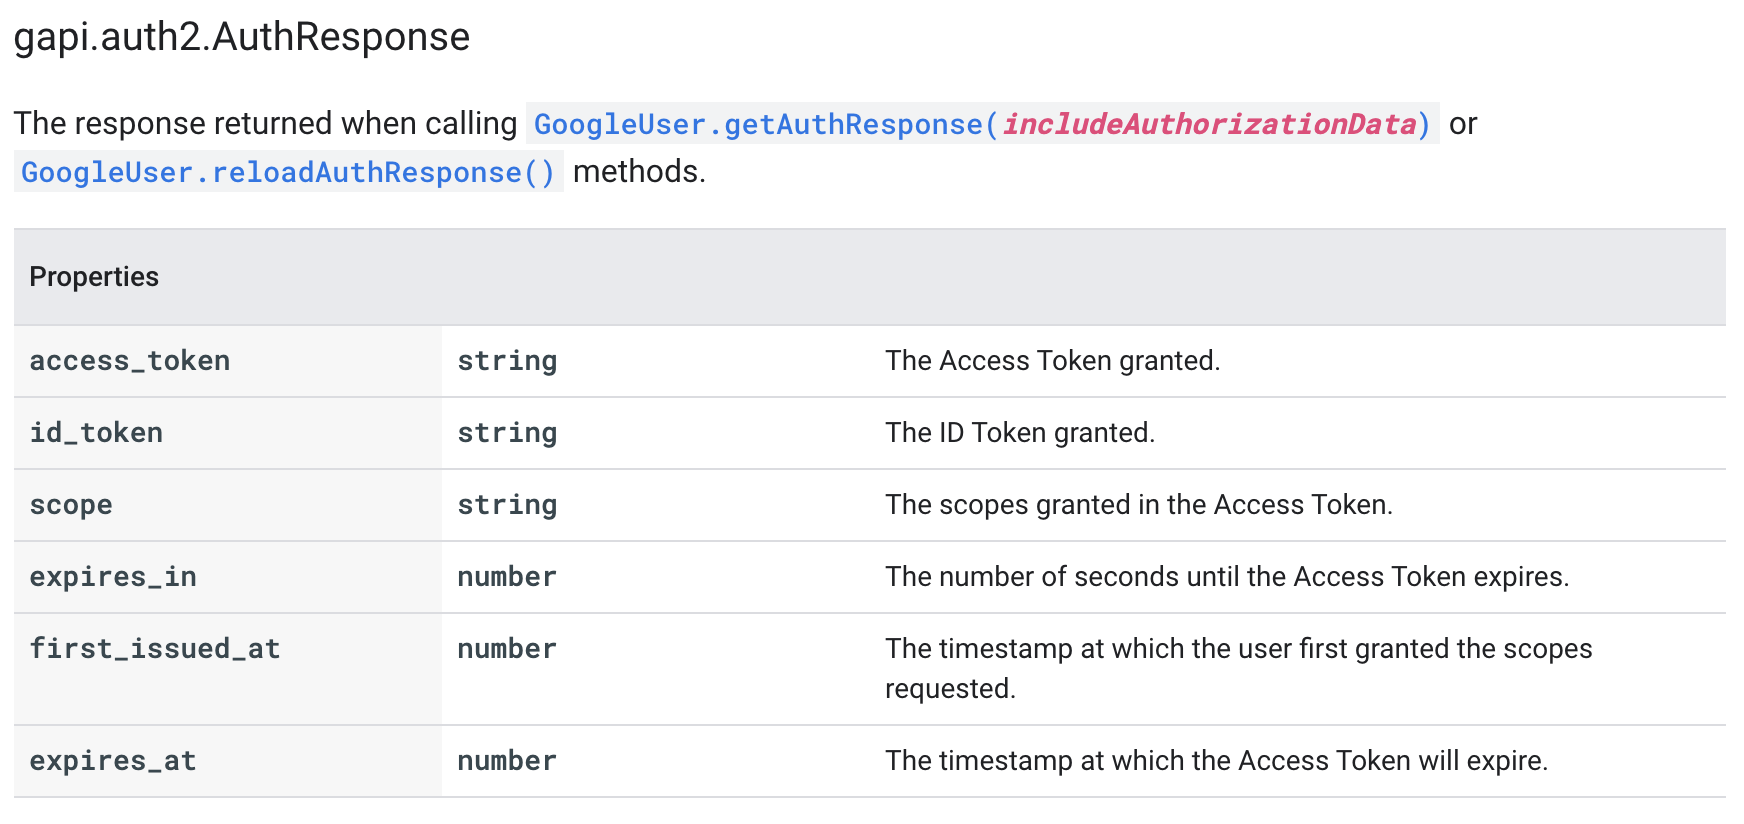 gapi.auth2.AuthResponse
The response returned when calling GoogleUser.getAuthResponse(includeAuthorizationData) or
GoogleUser.reloadAuthResponse() methods.
Properties
access_token string The Access Token granted.
id_token string The ID Token granted.
scope string The scopes granted in the Access Token.
expires_in number The number of seconds until the Access Token expires.
first_issued_at number The timestamp at which the user first granted the scopes
requested.
expires_at number The timestamp at which the Access Token will expire.